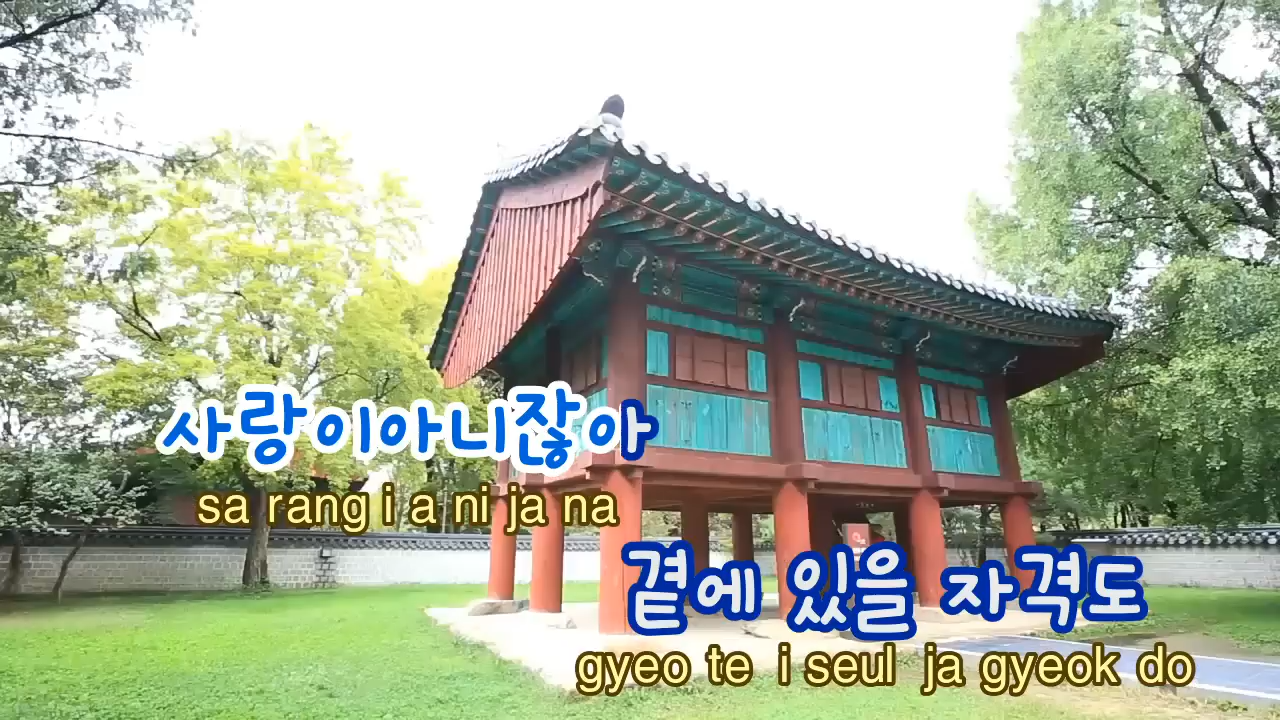 사랑이아니잖아
sa rang i a ni ja na
곁에 있을 자격도
gyeo te i seul ja gyeok do